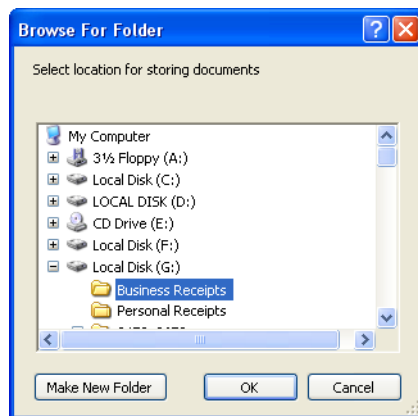 Browse For Folder
Select location for storing documents
My Computer
3½ Floppy (A:)
Local Disk (C:)
LOCAL DISK (D:)
CD Drive (E:)
Local Disk (F:)
Local Disk (G:)
Business Receipts
Personal Receipts
Make New Folder OK Cancel